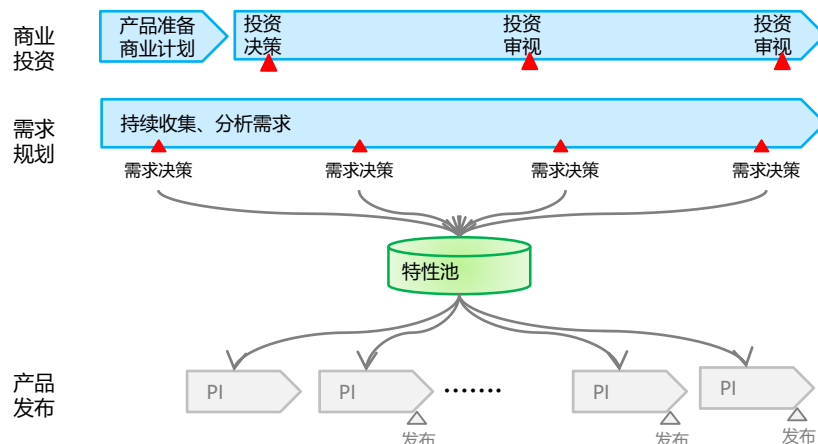 商业
投资
产品准备
商业计划
投资
决策
投资
审视
投资
审视
需求
规划
持续收集、分析需求
需求决策
需求决策
需求决策
需求决策
特性池
产品
发布
PI
PI
·······
PI
PI
发布
发布
发布